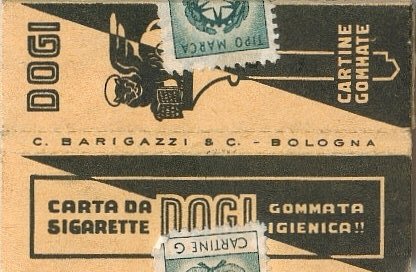 DOGI
TIPO MARCA
CARTINE
GOMMATE
C. BARIGAZZI & C. - BOLOGNA
CARTA DA
SIGARETTE
DOGI
GOMMATA
IGIENICA!!
CARTINE G